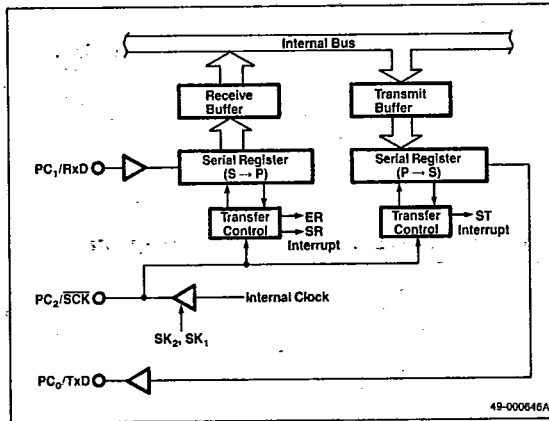 Internal Bus
Receive
Buffer
Transmit
Buffer
PC₁/RxD
Serial Register
(S → P)
Serial Register
(P → S)
Transfer
Control
ER
SR
Interrupt
Transfer
Control
ST
Interrupt
PC₂/S̅C̅K̅
Internal Clock
SK₂, SK₁
PC₀/TxD
49-000646A